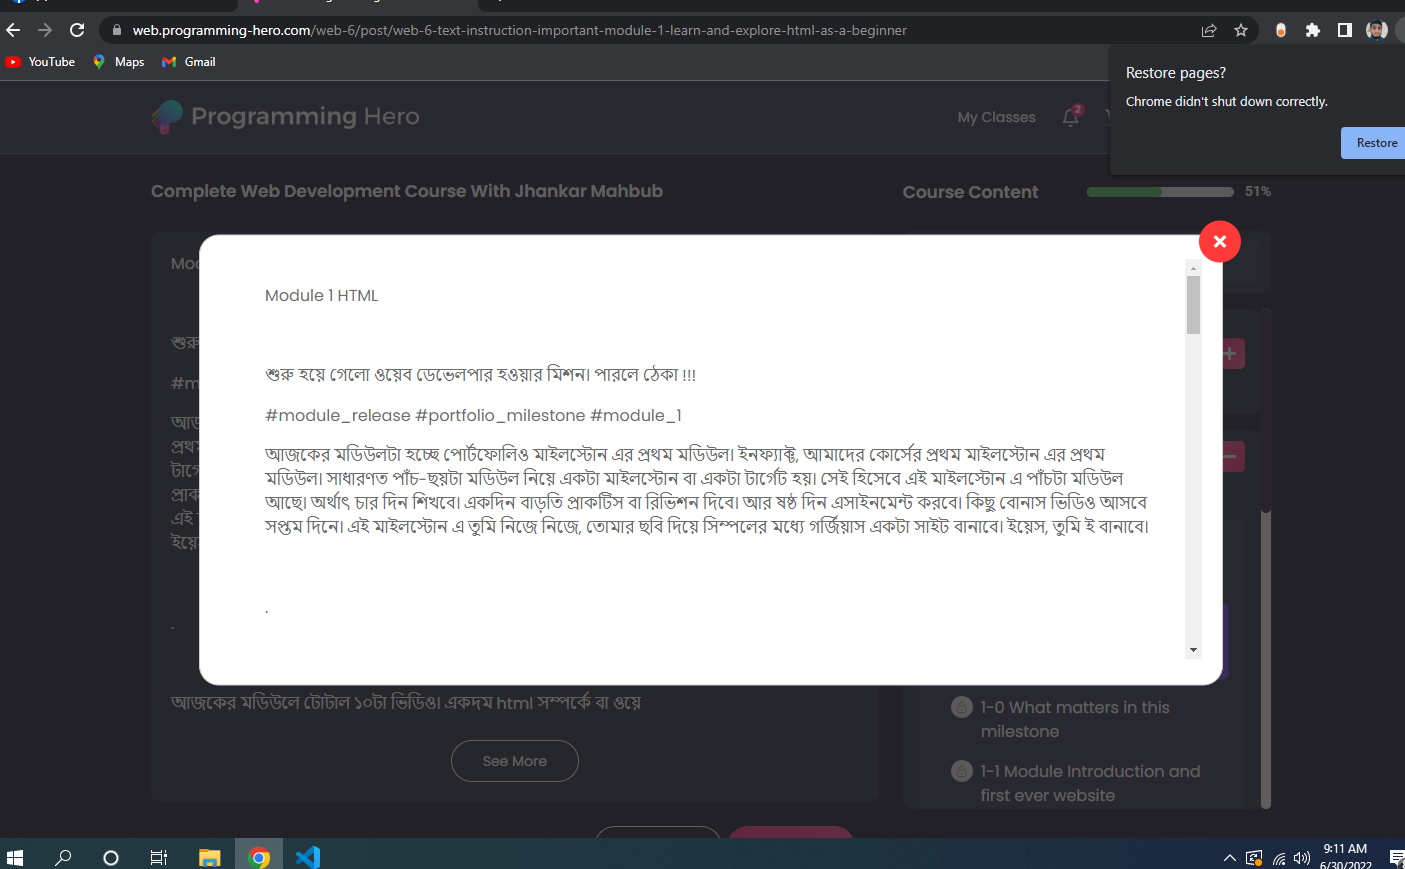 web.programming-hero.com/web-6/post/web-6-text-instruction-important-module-1-learn-and-explore-html-as-a-beginner
YouTube
Maps
Gmail
Restore pages?
Chrome didn't shut down correctly.
Restore
Programming Hero
My Classes
2
Complete Web Development Course With Jhankar Mahbub
Course Content
51%
Module 1 HTML
শুরু হয়ে গেলো ওয়েব ডেভেলপার হওয়ার মিশন। পারলে ঠেকা !!!
#module_release #portfolio_milestone #module_1
আজকের মডিউলটা হচ্ছে পোর্টফোলিও মাইলস্টোন এর প্রথম মডিউল। ইনফ্যাক্ট, আমাদের কোর্সের প্রথম মাইলস্টোন এর প্রথম
মডিউল। সাধারণত পাঁচ-ছয়টা মডিউল নিয়ে একটা মাইলস্টোন বা একটা টার্গেট হয়। সেই হিসেবে এই মাইলস্টোন এ পাঁচটা মডিউল
আছে। অর্থাৎ চার দিন শিখবে। একদিন বাড়তি প্রাকটিস বা রিভিশন দিবে। আর ষষ্ঠ দিন এসাইনমেন্ট করবে। কিছু বোনাস ভিডিও আসবে
সপ্তম দিনে। এই মাইলস্টোন এ তুমি নিজে নিজে, তোমার ছবি দিয়ে সিম্পলের মধ্যে গর্জিয়াস একটা সাইট বানাবে। ইয়েস, তুমি ই বানাবে।
.
.
আজকের মডিউলে টোটাল ১০টা ভিডিও। একদম html সম্পর্কে বা ওয়ে
See More
1-0 What matters in this
milestone
1-1 Module Introduction and
first ever website
9:11 AM
6/30/2022